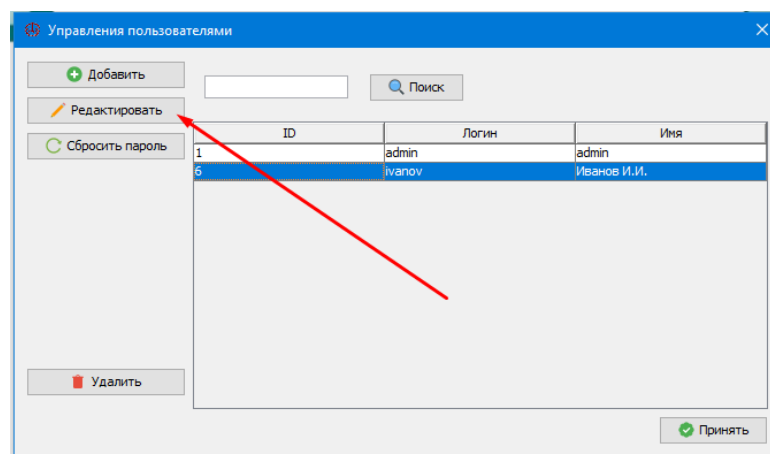 Управления пользователями
Добавить
Поиск
Редактировать
Сбросить пароль
ID Логин Имя
1 admin admin
6 ivanov Иванов И.И.
Удалить
Принять